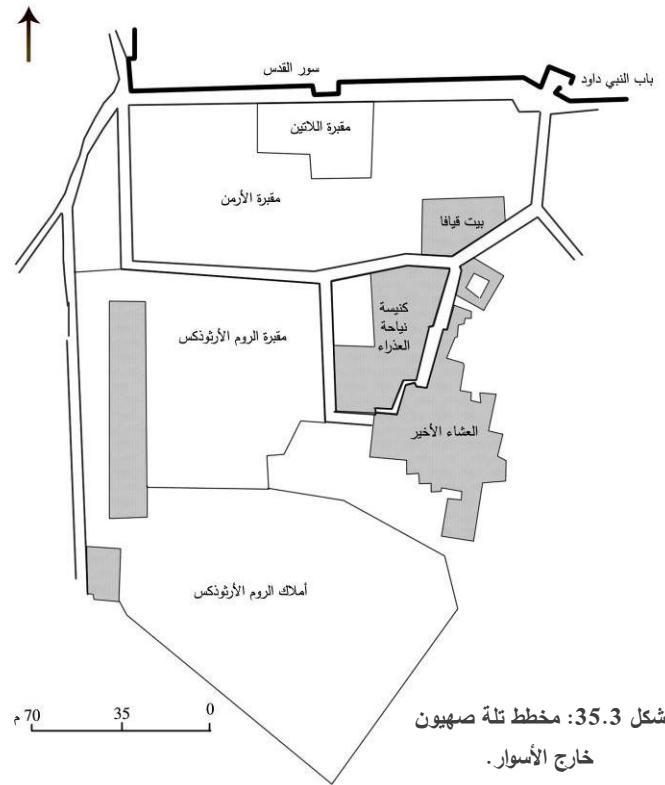 سور القدس
باب النبي داود
مقبرة اللاتين
مقبرة الأرمن
بيت قيافا
كنيسة
نياحة
العذراء
مقبرة الروم الأرثوذكس
العشاء الأخير
أملاك الروم الأرثوذكس
70 م
35
0
شكل 35.3: مخطط تلة صهيون
خارج الأسوار.